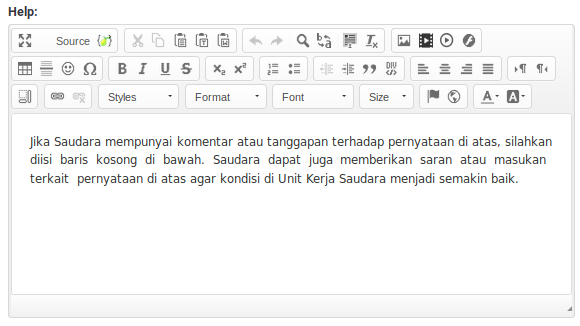 Help:
Source
B I U S x₂ x²
Styles Format Font Size A A
Jika Saudara mempunyai komentar atau tanggapan terhadap pernyataan di atas, silahkan
diisi baris kosong di bawah. Saudara dapat juga memberikan saran atau masukan
terkait pernyataan di atas agar kondisi di Unit Kerja Saudara menjadi semakin baik.